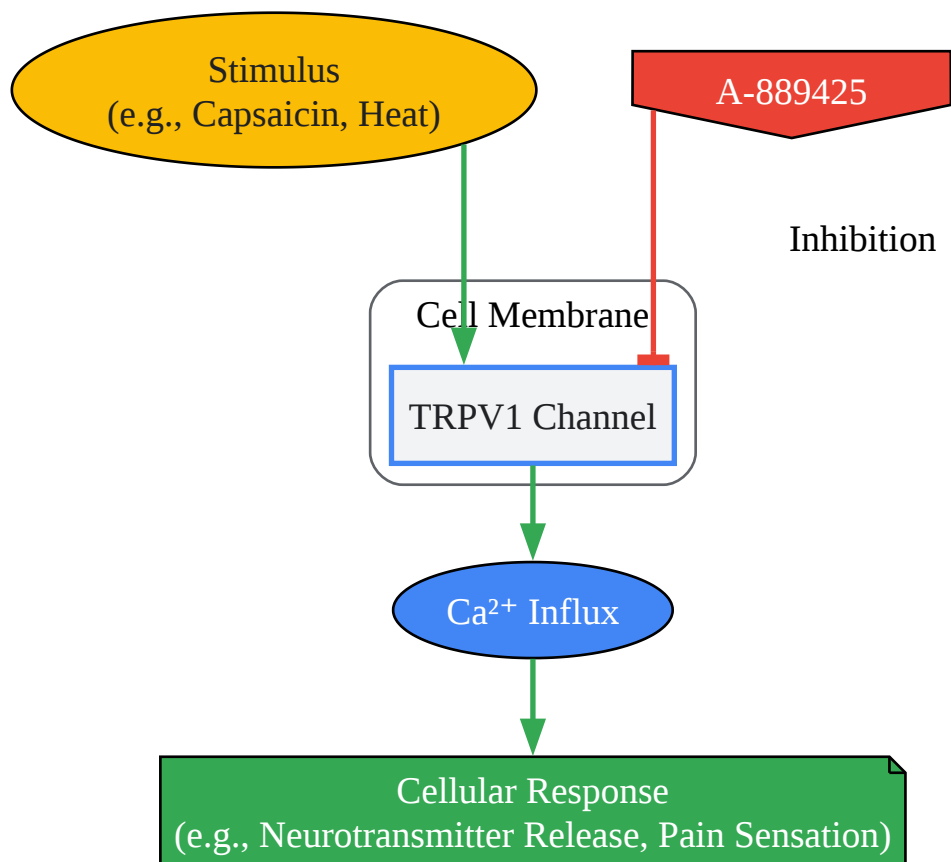 Stimulus
(e.g., Capsaicin, Heat)
A-889425
Inhibition
Cell Membrane
TRPV1 Channel
Ca²⁺ Influx
Cellular Response
(e.g., Neurotransmitter Release, Pain Sensation)